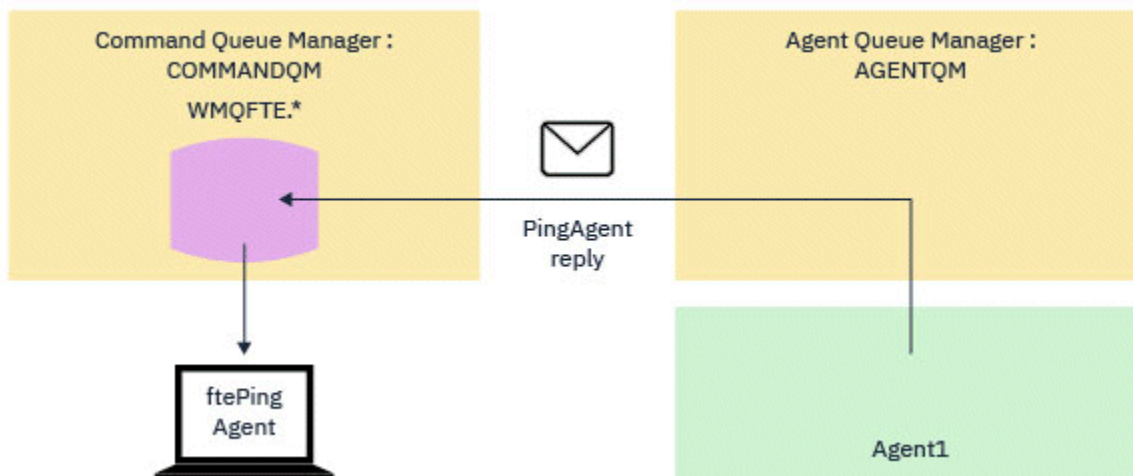 Command Queue Manager :
COMMANDQM
WMQFTE.*
Agent Queue Manager :
AGENTQM
PingAgent
reply
ftePing
Agent
Agent1